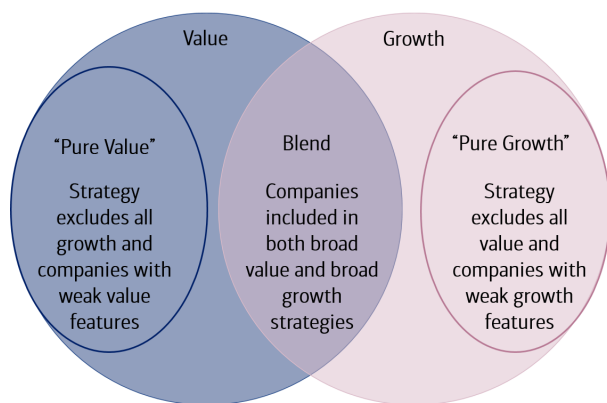 Value
Growth
“Pure Value”
Strategy
excludes all
growth and
companies with
weak value
features
Blend
Companies
included in
both broad
value and broad
growth
strategies
“Pure Growth”
Strategy
excludes all
value and
companies with
weak growth
features